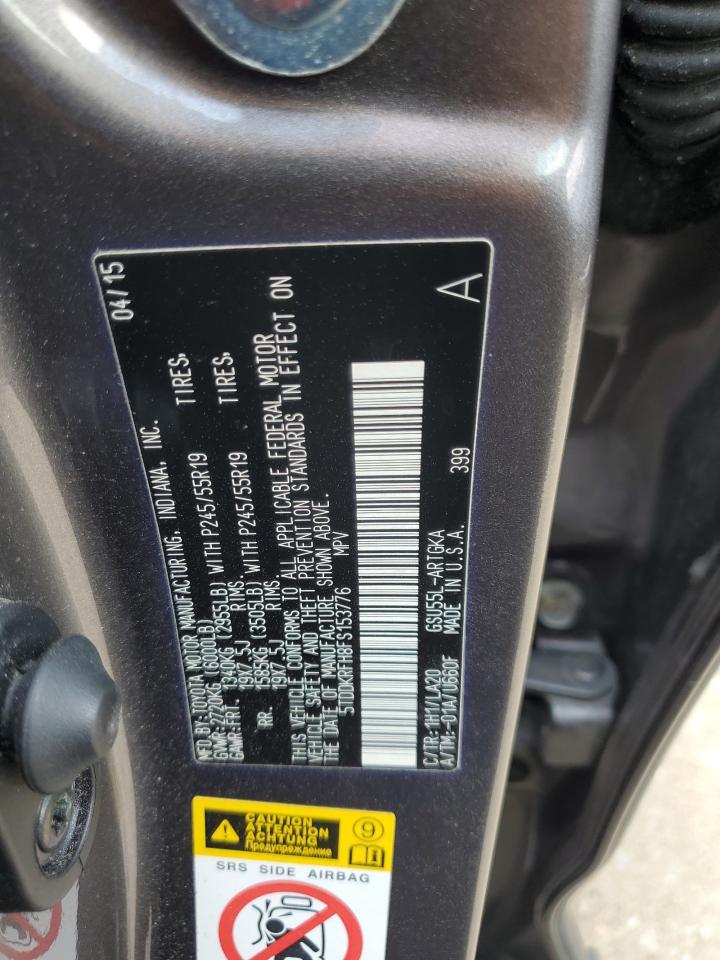 MFD. BY: TOYOTA MOTOR MANUFACTURING, INDIANA, INC. 04/15
GVWR: 2720KG (6000LB)
GAWR: FRT. 1340KG (2955LB) WITH P245/55R19 TIRES,
19X7.5J RIMS,
RR. 1585KG (3505LB) WITH P245/55R19 TIRES,
19X7.5J RIMS.
THIS VEHICLE CONFORMS TO ALL APPLICABLE FEDERAL MOTOR
VEHICLE SAFETY AND THEFT PREVENTION STANDARDS IN EFFECT ON
THE DATE OF MANUFACTURE SHOWN ABOVE.
5TDDKRFH8FS153776 MPV
C/TR: 1H1/LA20 GSU55L-ARTGKA 399 A
A/TM: -01A/U660F MADE IN U.S.A.
CAUTION
ATTENTION
ACHTUNG
Предупреждение
9
SRS SIDE AIRBAG